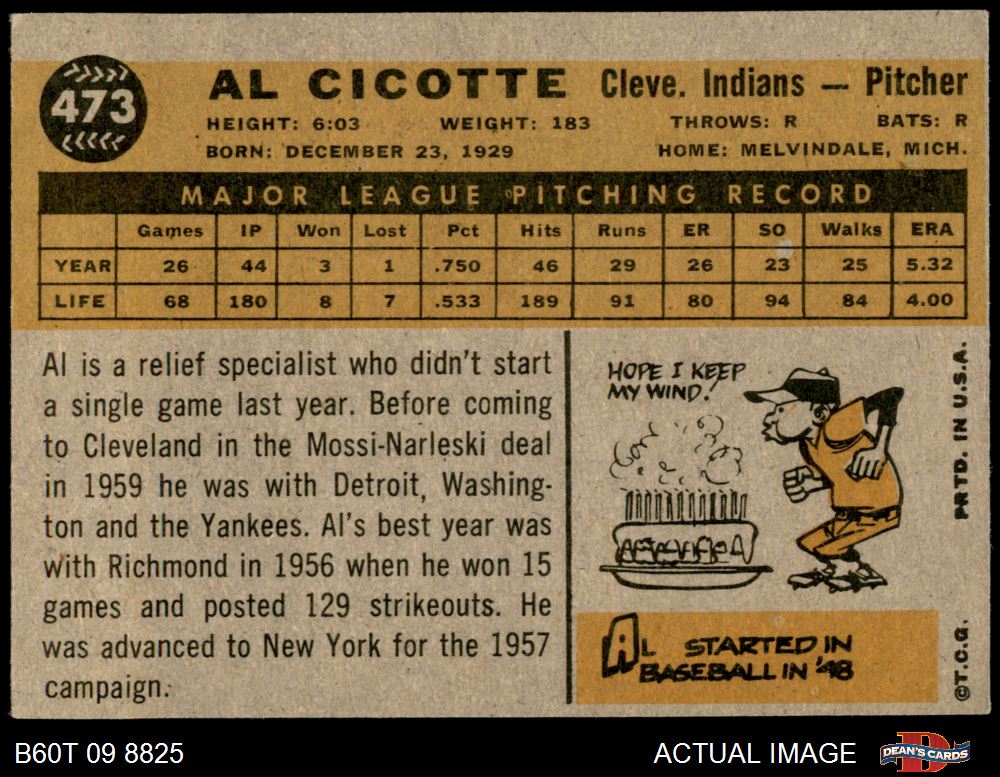 473
AL CICOTTE Cleve. Indians — Pitcher
HEIGHT: 6:03 WEIGHT: 183 THROWS: R BATS: R
BORN: DECEMBER 23, 1929 HOME: MELVINDALE, MICH.
MAJOR LEAGUE PITCHING RECORD
Games IP Won Lost Pct Hits Runs ER SO Walks ERA
YEAR 26 44 3 1 .750 46 29 26 23 25 5.32
LIFE 68 180 8 7 .533 189 91 80 94 84 4.00
Al is a relief specialist who didn't start
a single game last year. Before coming
to Cleveland in the Mossi-Narleski deal
in 1959 he was with Detroit, Washing-
ton and the Yankees. Al's best year was
with Richmond in 1956 when he won 15
games and posted 129 strikeouts. He
was advanced to New York for the 1957
campaign.
HOPE I KEEP
MY WIND!
AL STARTED IN
BASEBALL IN '48
©T.C.G. PRTD. IN U.S.A.
B60T 09 8825 ACTUAL IMAGE DEAN'S CARDS